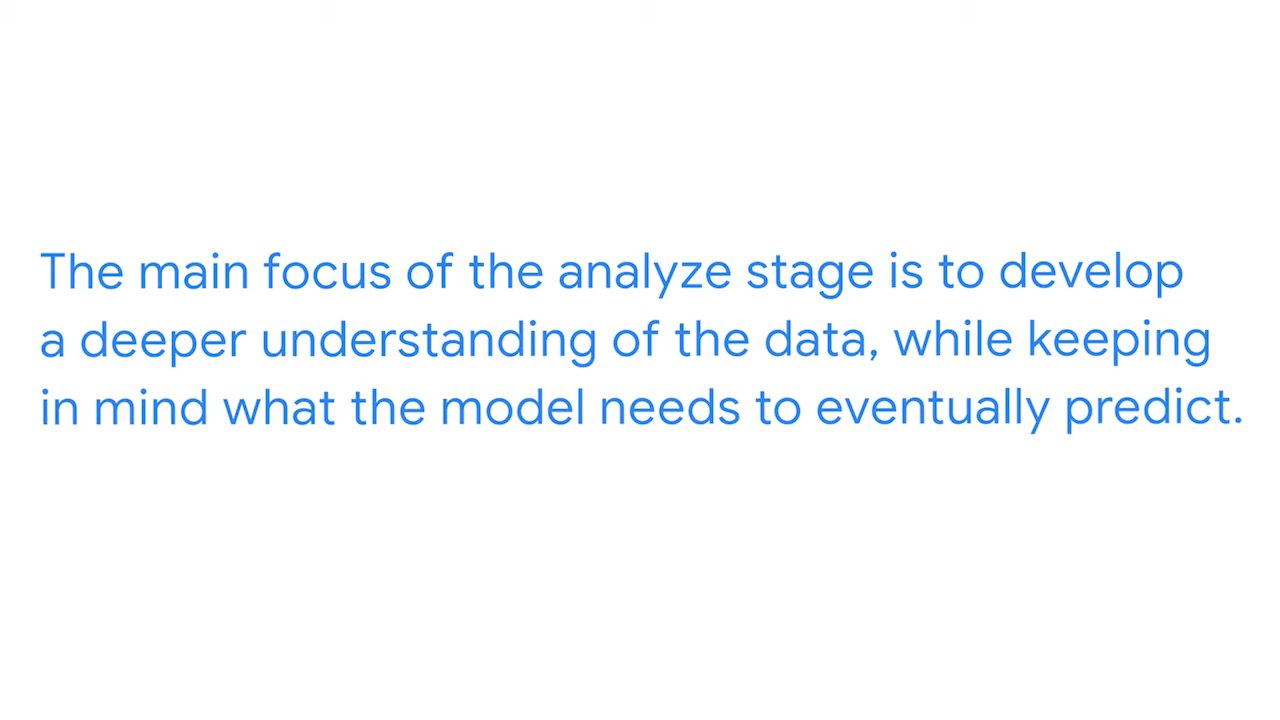 The main focus of the analyze stage is to develop
a deeper understanding of the data, while keeping
in mind what the model needs to eventually predict.